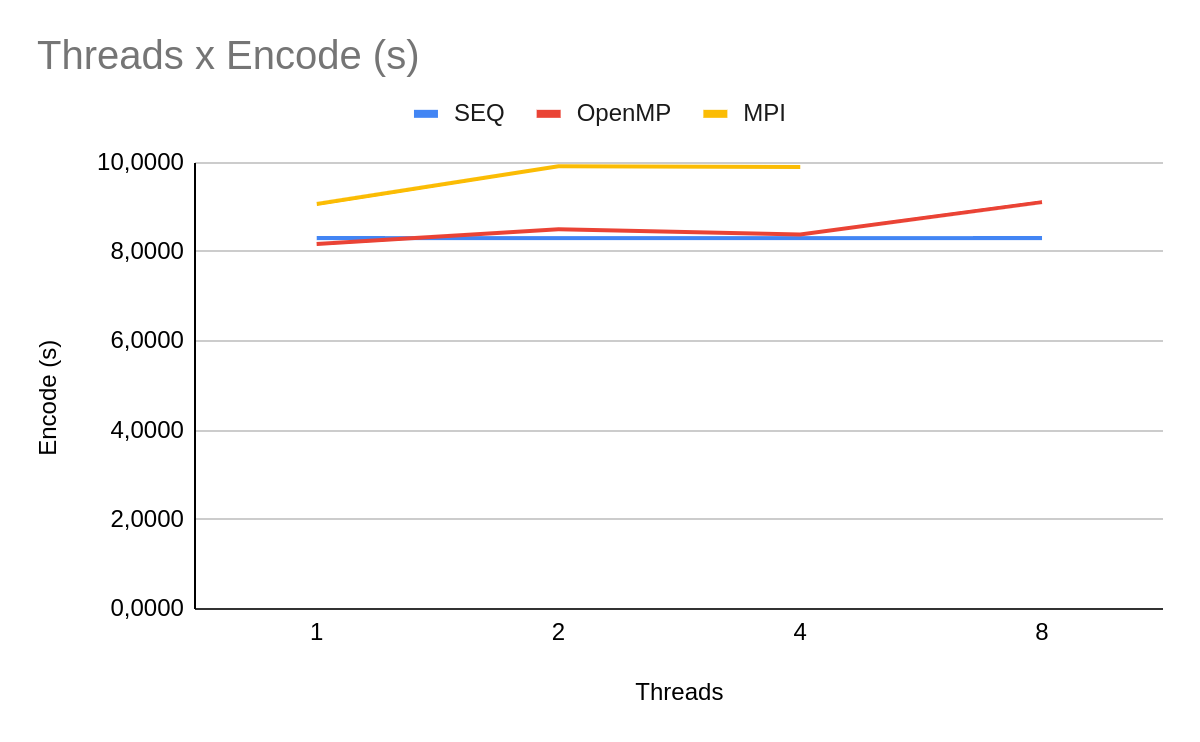 Threads x Encode (s)
SEQ OpenMP MPI
10,0000
8,0000
6,0000
4,0000
2,0000
0,0000
Encode (s)
1 2 4 8
Threads